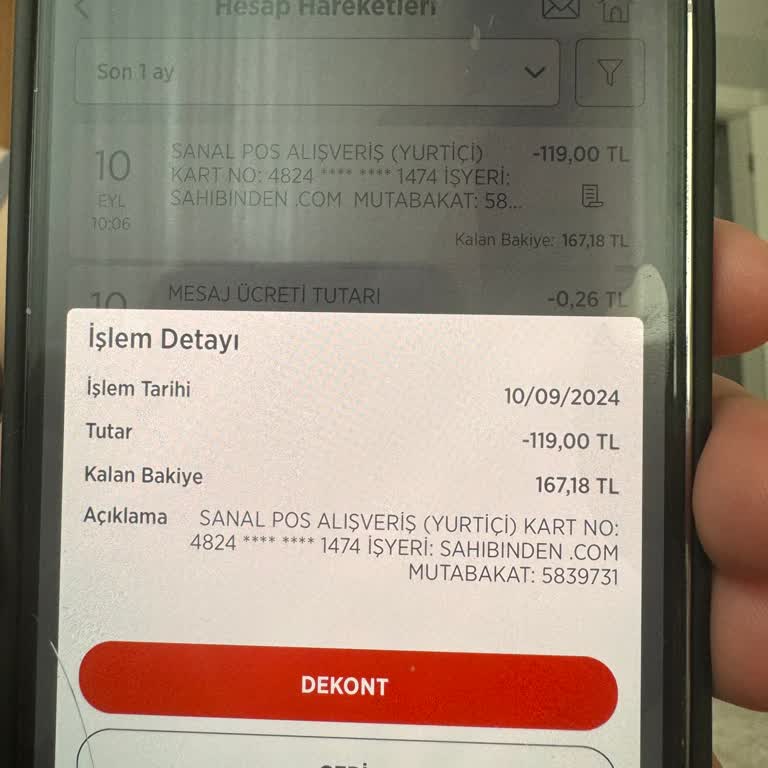 Hesap Hareketleri
Son 1 ay
10
EYL
10:06
SANAL POS ALIŞVERİŞ (YURTİÇİ)
KART NO: 4824 **** **** 1474 İŞYERİ:
SAHIBINDEN .COM MUTABAKAT: 58...
-119,00 TL
Kalan Bakiye: 167,18 TL
10
MESAJ ÜCRETİ TUTARI
-0,26 TL
İşlem Detayı
İşlem Tarihi
10/09/2024
Tutar
-119,00 TL
Kalan Bakiye
167,18 TL
Açıklama
SANAL POS ALIŞVERİŞ (YURTİÇİ) KART NO:
4824 **** **** 1474 İŞYERİ: SAHIBINDEN .COM
MUTABAKAT: 5839731
DEKONT